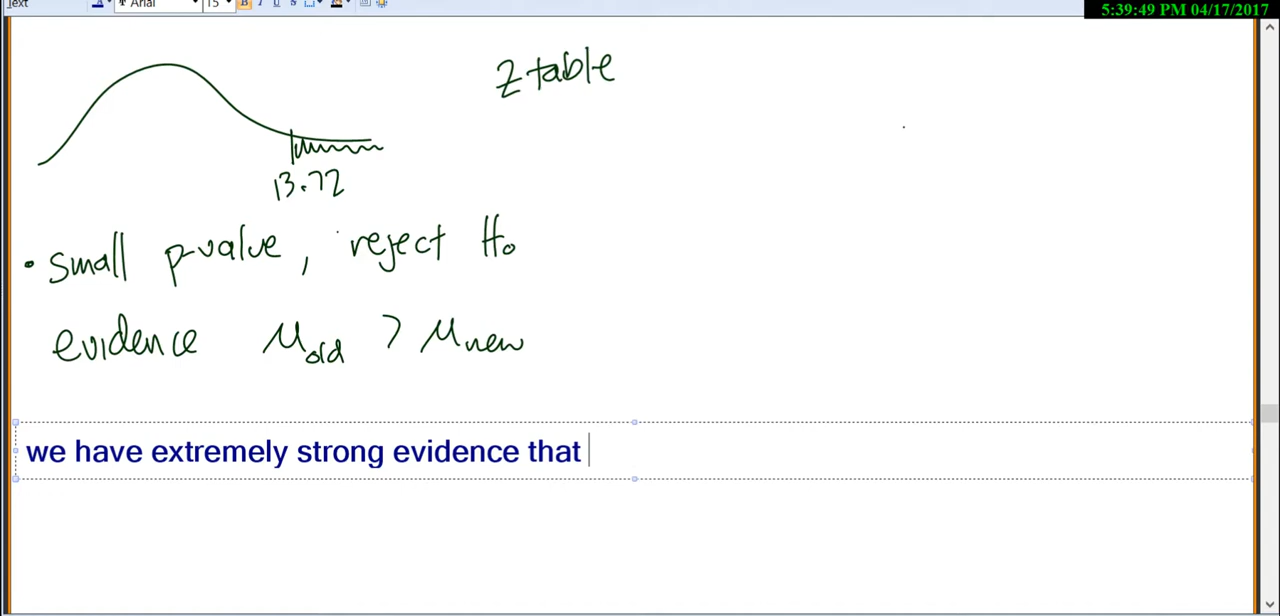 Text
Arial
15
B I U S
5:39:49 PM 04/17/2017
Z table
13.72
• small p-value, reject H₀
evidence μold > μnew
we have extremely strong evidence that